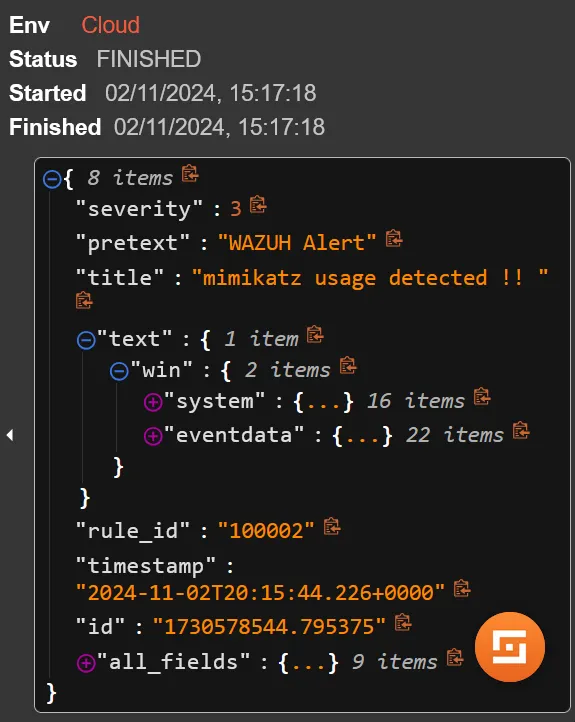 Env Cloud
Status FINISHED
Started 02/11/2024, 15:17:18
Finished 02/11/2024, 15:17:18
{ 8 items
"severity" : 3
"pretext" : "WAZUH Alert"
"title" : "mimikatz usage detected !! "
"text" : { 1 item
"win" : { 2 items
"system" : {...} 16 items
"eventdata" : {...} 22 items
}
}
"rule_id" : "100002"
"timestamp" :
"2024-11-02T20:15:44.226+0000"
"id" : "1730578544.795375"
"all_fields" : {...} 9 items
}